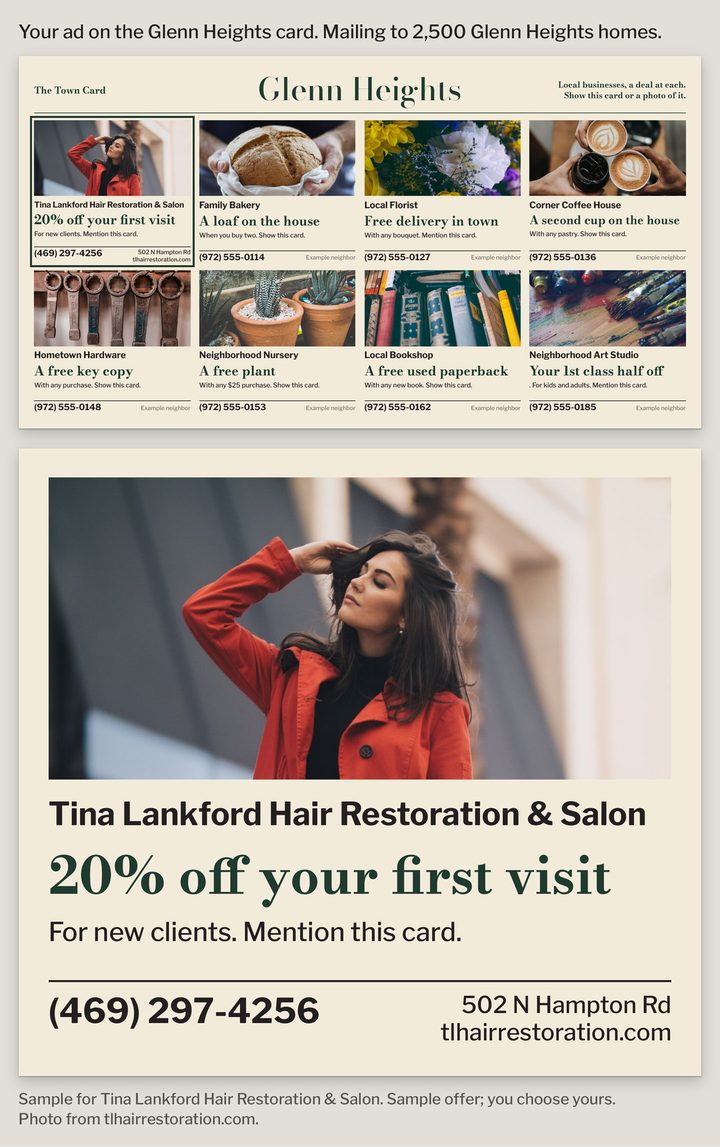 Your ad on the Glenn Heights card. Mailing to 2,500 Glenn Heights homes.
The Town Card
Glenn Heights
Local businesses, a deal at each.
Show this card or a photo of it.
Tina Lankford Hair Restoration & Salon
20% off your first visit
For new clients. Mention this card.
(469) 297-4256
502 N Hampton Rd
tlhairrestoration.com
Family Bakery
A loaf on the house
When you buy two. Show this card.
(972) 555-0114
Example neighbor
Local Florist
Free delivery in town
With any bouquet. Mention this card.
(972) 555-0127
Example neighbor
Corner Coffee House
A second cup on the house
With any pastry. Show this card.
(972) 555-0136
Example neighbor
Hometown Hardware
A free key copy
With any purchase. Show this card.
(972) 555-0148
Example neighbor
Neighborhood Nursery
A free plant
With any $25 purchase. Show this card.
(972) 555-0153
Example neighbor
Local Bookshop
A free used paperback
With any new book. Show this card.
(972) 555-0162
Example neighbor
Neighborhood Art Studio
Your 1st class half off
. For kids and adults. Mention this card.
(972) 555-0185
Example neighbor
Tina Lankford Hair Restoration & Salon
20% off your first visit
For new clients. Mention this card.
(469) 297-4256
502 N Hampton Rd
tlhairrestoration.com
Sample for Tina Lankford Hair Restoration & Salon. Sample offer; you choose yours.
Photo from tlhairrestoration.com.